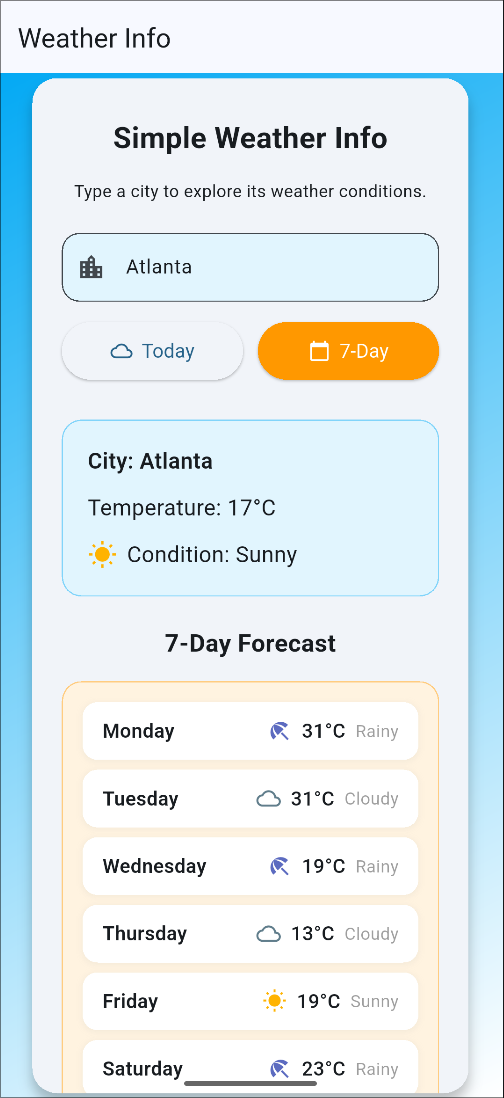 Weather Info
Simple Weather Info
Type a city to explore its weather conditions.
Atlanta
Today 7-Day
City: Atlanta
Temperature: 17°C
Condition: Sunny
7-Day Forecast
Monday 31°C Rainy
Tuesday 31°C Cloudy
Wednesday 19°C Rainy
Thursday 13°C Cloudy
Friday 19°C Sunny
Saturday 23°C Rainy